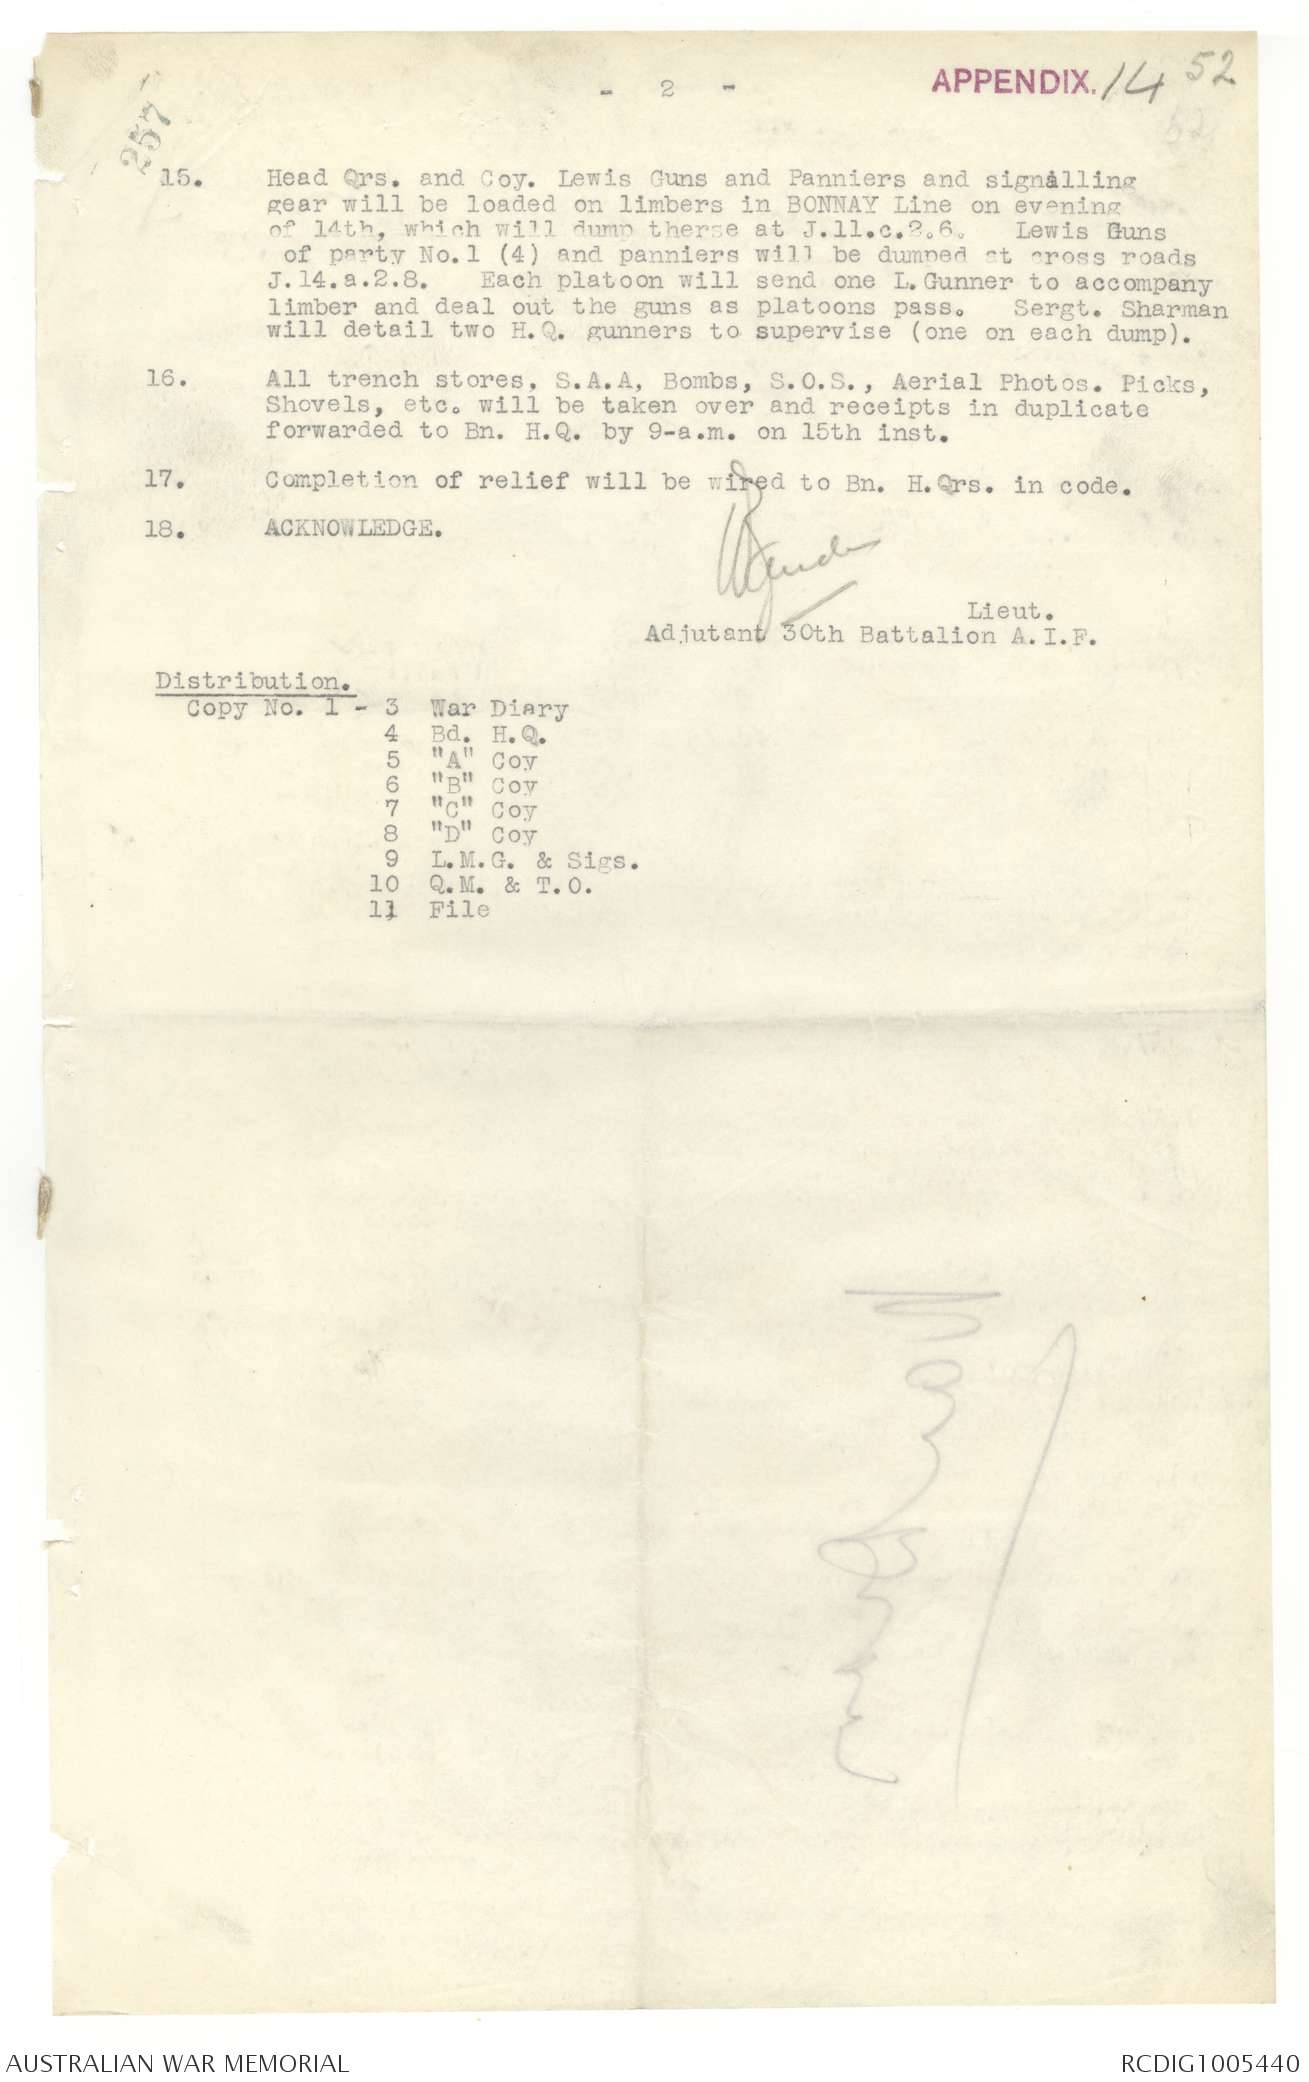 - 2 -
APPENDIX. 14 52
257
15. Head Qrs. and Coy. Lewis Guns and Panniers and signalling
gear will be loaded on limbers in BONNAY Line on evening
of 14th, which will dump therse at J.11.c.2.6. Lewis Guns
of party No.1 (4) and panniers will be dumped at cross roads
J.14.a.2.8. Each platoon will send one L.Gunner to accompany
limber and deal out the guns as platoons pass. Sergt. Sharman
will detail two H.Q. gunners to supervise (one on each dump).
16. All trench stores, S.A.A, Bombs, S.O.S., Aerial Photos. Picks,
Shovels, etc. will be taken over and receipts in duplicate
forwarded to Bn. H.Q. by 9-a.m. on 15th inst.
17. Completion of relief will be wired to Bn. H.Qrs. in code.
18. ACKNOWLEDGE.
Lieut.
Adjutant 30th Battalion A.I.F.
Distribution.
Copy No. 1 - 3 War Diary
4 Bd. H.Q.
5 "A" Coy
6 "B" Coy
7 "C" Coy
8 "D" Coy
9 L.M.G. & Sigs.
10 Q.M. & T.O.
11 File
AUSTRALIAN WAR MEMORIAL
RCDIG1005440